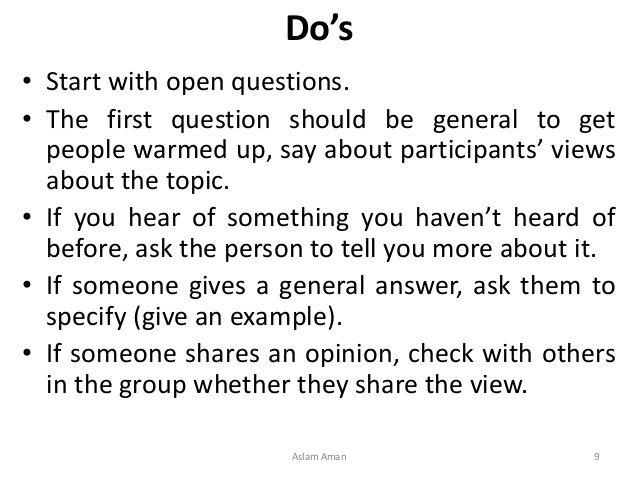 Do’s
• Start with open questions.
• The first question should be general to get
people warmed up, say about participants’ views
about the topic.
• If you hear of something you haven’t heard of
before, ask the person to tell you more about it.
• If someone gives a general answer, ask them to
specify (give an example).
• If someone shares an opinion, check with others
in the group whether they share the view.
Aslam Aman 9